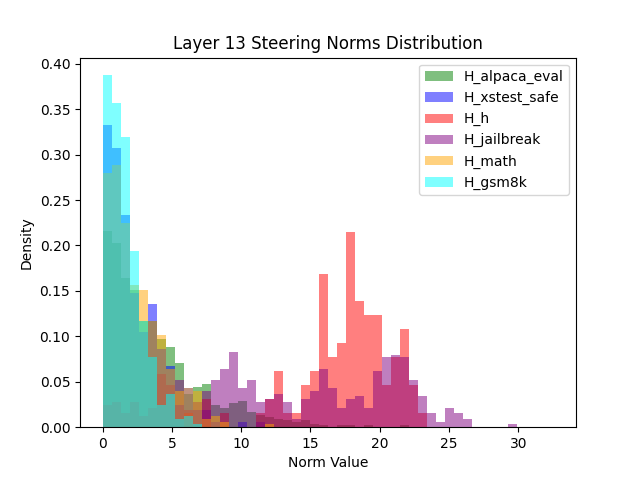 Layer 13 Steering Norms Distribution
0.40
0.35
0.30
0.25
0.20
0.15
0.10
0.05
0.00
Density
H_alpaca_eval
H_xstest_safe
H_h
H_jailbreak
H_math
H_gsm8k
0 5 10 15 20 25 30
Norm Value